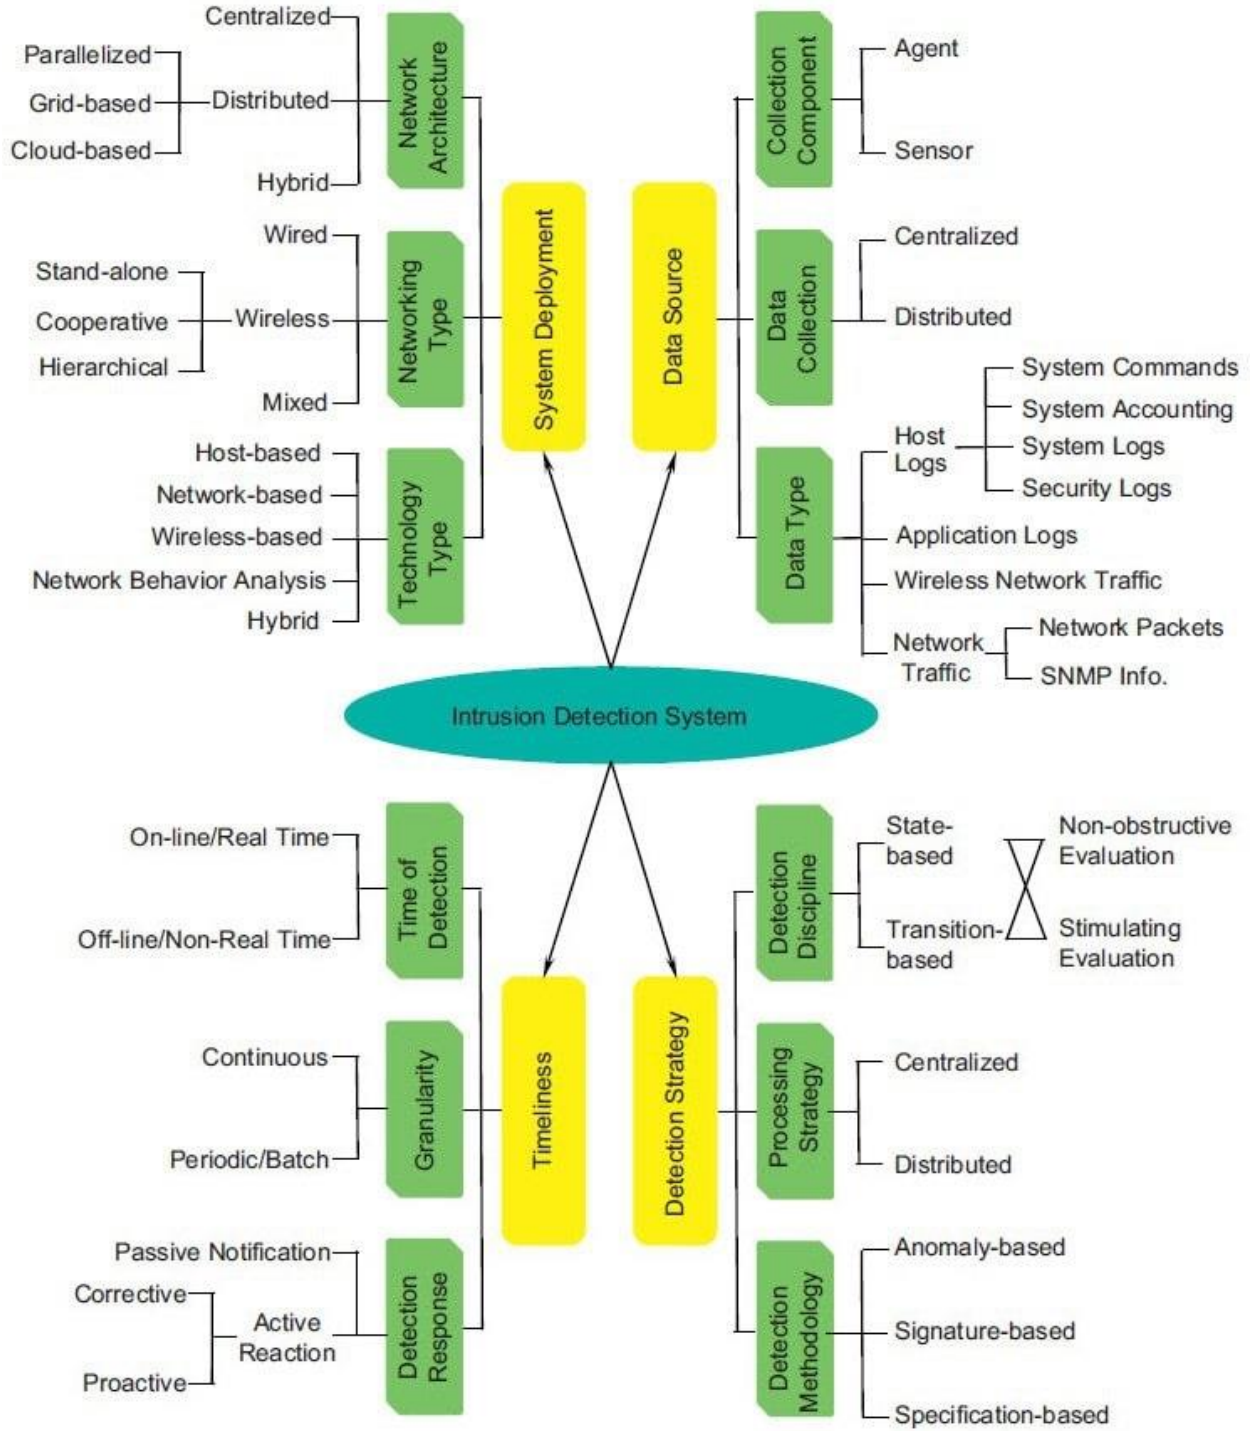 Centralized
Parallelized
Grid-based
Distributed
Cloud-based
Hybrid
Network
Architecture
Wired
Stand-alone
Cooperative
Wireless
Hierarchical
Mixed
Networking
Type
Host-based
Network-based
Wireless-based
Network Behavior Analysis
Hybrid
Technology
Type
System Deployment
Data Source
Collection
Component
Agent
Sensor
Data
Collection
Centralized
Distributed
Data Type
Host
Logs
System Commands
System Accounting
System Logs
Security Logs
Application Logs
Wireless Network Traffic
Network
Traffic
Network Packets
SNMP Info.
Intrusion Detection System
On-line/Real Time
Off-line/Non-Real Time
Time of
Detection
Continuous
Periodic/Batch
Granularity
Passive Notification
Corrective
Active
Reaction
Proactive
Detection
Response
Timeliness
Detection Strategy
Detection
Discipline
State-
based
Transition-
based
Non-obstructive
Evaluation
Stimulating
Evaluation
Processing
Strategy
Centralized
Distributed
Detection
Methodology
Anomaly-based
Signature-based
Specification-based